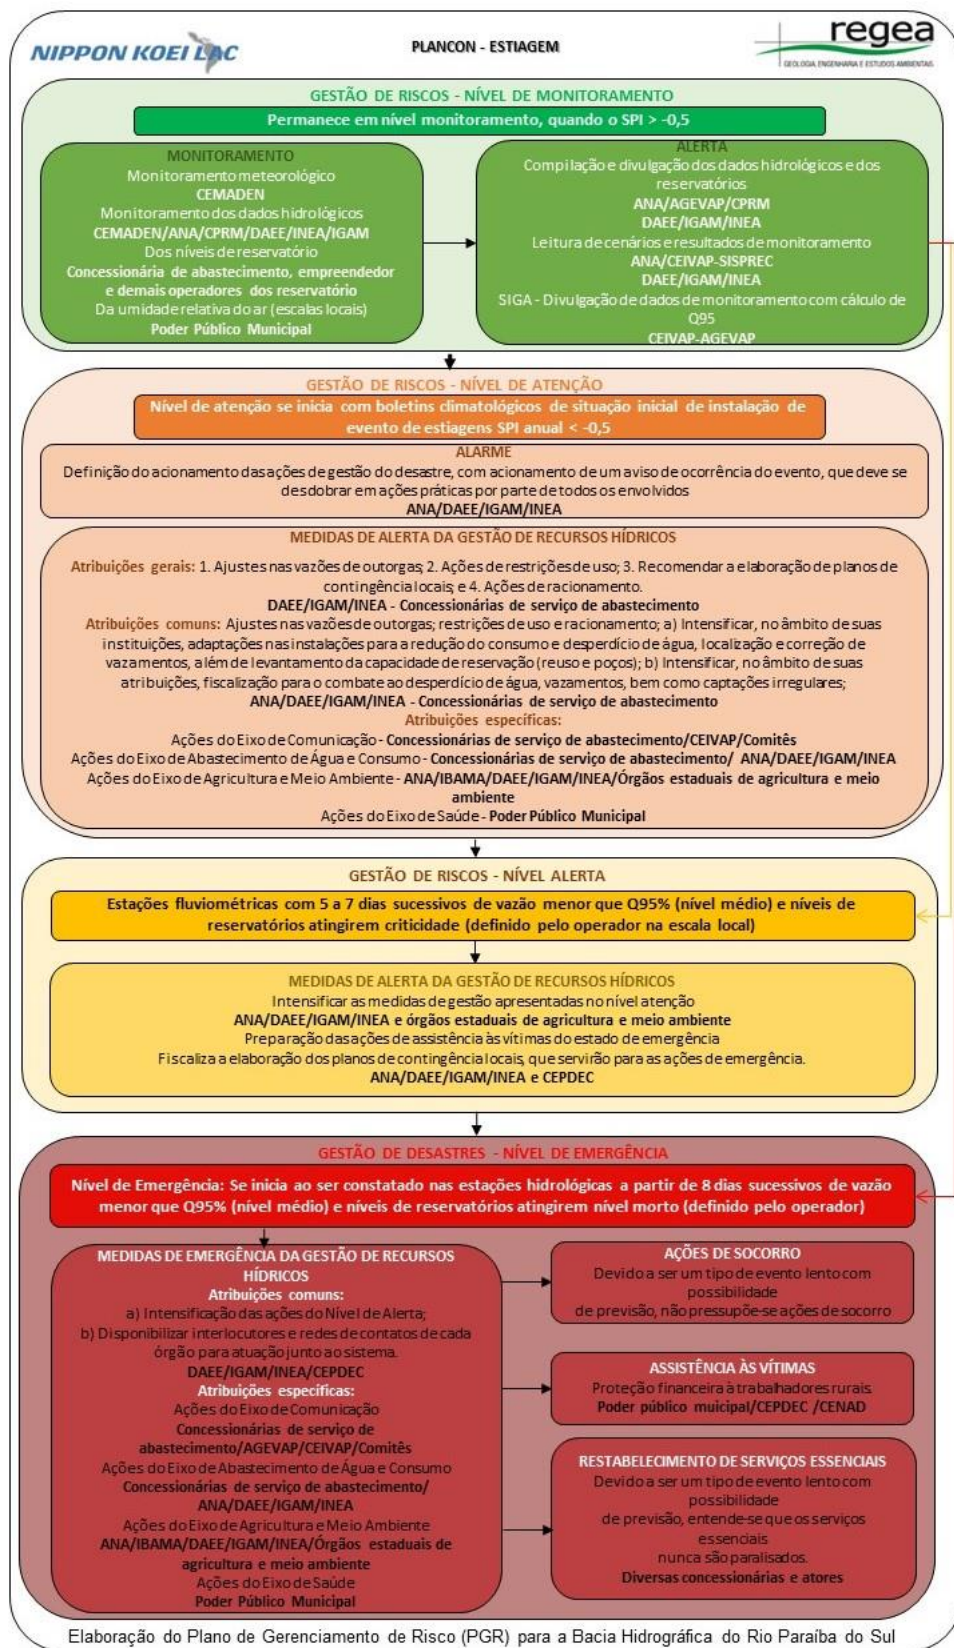 NIPPON KOEI LAC
PLANCON - ESTIAGEM
regea
GEOLOGIA, ENGENHARIA E ESTUDOS AMBIENTAIS
GESTÃO DE RISCOS - NÍVEL DE MONITORAMENTO
Permanece em nível monitoramento, quando o SPI > -0,5
MONITORAMENTO
Monitoramento meteorológico
CEMADEN
Monitoramento dos dados hidrológicos
CEMADEN/ANA/CPRM/DAEE/INEA/IGAM
Dos níveis de reservatório
Concessionária de abastecimento, empreendedor
e demais operadores dos reservatório
Da umidade relativa do ar (escalas locais)
Poder Público Municipal
ALERTA
Compilação e divulgação dos dados hidrológicos e dos
reservatórios
ANA/AGEVAP/CPRM
DAEE/IGAM/INEA
Leitura de cenários e resultados de monitoramento
ANA/CEIVAP-SISPREC
DAEE/IGAM/INEA
SIGA - Divulgação de dados de monitoramento com cálculo de
Q95
CEIVAP-AGEVAP
GESTÃO DE RISCOS - NÍVEL DE ATENÇÃO
Nível de atenção se inicia com boletins climatológicos de situação inicial de instalação de
evento de estiagens SPI anual < -0,5
ALARME
Definição do acionamento das ações de gestão do desastre, com acionamento de um aviso de ocorrência do evento, que deve se
desdobrar em ações práticas por parte de todos os envolvidos
ANA/DAEE/IGAM/INEA
MEDIDAS DE ALERTA DA GESTÃO DE RECURSOS HÍDRICOS
Atribuições gerais: 1. Ajustes nas vazões de outorgas; 2. Ações de restrições de uso; 3. Recomendar a elaboração de planos de
contingência locais; e 4. Ações de racionamento.
DAEE/IGAM/INEA - Concessionárias de serviço de abastecimento
Atribuições comuns: Ajustes nas vazões de outorgas; restrições de uso e racionamento; a) Intensificar, no âmbito de suas
instituições, adaptações nas instalações para a redução do consumo e desperdício de água, localização e correção de
vazamentos, além de levantamento da capacidade de reservação (reuso e poços); b) Intensificar, no âmbito de suas
atribuições, fiscalização para o combate ao desperdício de água, vazamentos, bem como captações irregulares;
ANA/DAEE/IGAM/INEA - Concessionárias de serviço de abastecimento
Atribuições específicas:
Ações do Eixo de Comunicação - Concessionárias de serviço de abastecimento/CEIVAP/Comitês
Ações do Eixo de Abastecimento de Água e Consumo - Concessionárias de serviço de abastecimento/ ANA/DAEE/IGAM/INEA
Ações do Eixo de Agricultura e Meio Ambiente - ANA/IBAMA/DAEE/IGAM/INEA/Órgãos estaduais de agricultura e meio
ambiente
Ações do Eixo de Saúde - Poder Público Municipal
GESTÃO DE RISCOS - NÍVEL ALERTA
Estações fluviométricas com 5 a 7 dias sucessivos de vazão menor que Q95% (nível médio) e níveis de
reservatórios atingirem criticidade (definido pelo operador na escala local)
MEDIDAS DE ALERTA DA GESTÃO DE RECURSOS HÍDRICOS
Intensificar as medidas de gestão apresentadas no nível atenção
ANA/DAEE/IGAM/INEA e órgãos estaduais de agricultura e meio ambiente
Preparação das ações de assistência às vítimas do estado de emergência
Fiscaliza a elaboração dos planos de contingência locais, que servirão para as ações de emergência.
ANA/DAEE/IGAM/INEA e CEPDEC
GESTÃO DE DESASTRES - NÍVEL DE EMERGÊNCIA
Nível de Emergência: Se inicia ao ser constatado nas estações hidrológicas a partir de 8 dias sucessivos de vazão
menor que Q95% (nível médio) e níveis de reservatórios atingirem nível morto (definido pelo operador)
MEDIDAS DE EMERGÊNCIA DA GESTÃO DE RECURSOS
HÍDRICOS
Atribuições comuns:
a) Intensificação das ações do Nível de Alerta;
b) Disponibilizar interlocutores e redes de contatos de cada
órgão para atuação junto ao sistema.
DAEE/IGAM/INEA/CEPDEC
Atribuições específicas:
Ações do Eixo de Comunicação
Concessionárias de serviço de
abastecimento/AGEVAP/CEIVAP/Comitês
Ações do Eixo de Abastecimento de Água e Consumo
Concessionárias de serviço de abastecimento/
ANA/DAEE/IGAM/INEA
Ações do Eixo de Agricultura e Meio Ambiente
ANA/IBAMA/DAEE/IGAM/INEA/Órgãos estaduais de
agricultura e meio ambiente
Ações do Eixo de Saúde
Poder Público Municipal
AÇÕES DE SOCORRO
Devido a ser um tipo de evento lento com
possibilidade
de previsão, não pressupõe-se ações de socorro
ASSISTÊNCIA ÀS VÍTIMAS
Proteção financeira à trabalhadores rurais.
Poder público muicipal/CEPDEC /CENAD
RESTABELECIMENTO DE SERVIÇOS ESSENCIAIS
Devido a ser um tipo de evento lento com
possibilidade
de previsão, entende-se que os serviços
essenciais
nunca são paralisados.
Diversas concessionárias e atores
Elaboração do Plano de Gerenciamento de Risco (PGR) para a Bacia Hidrográfica do Rio Paraíba do Sul